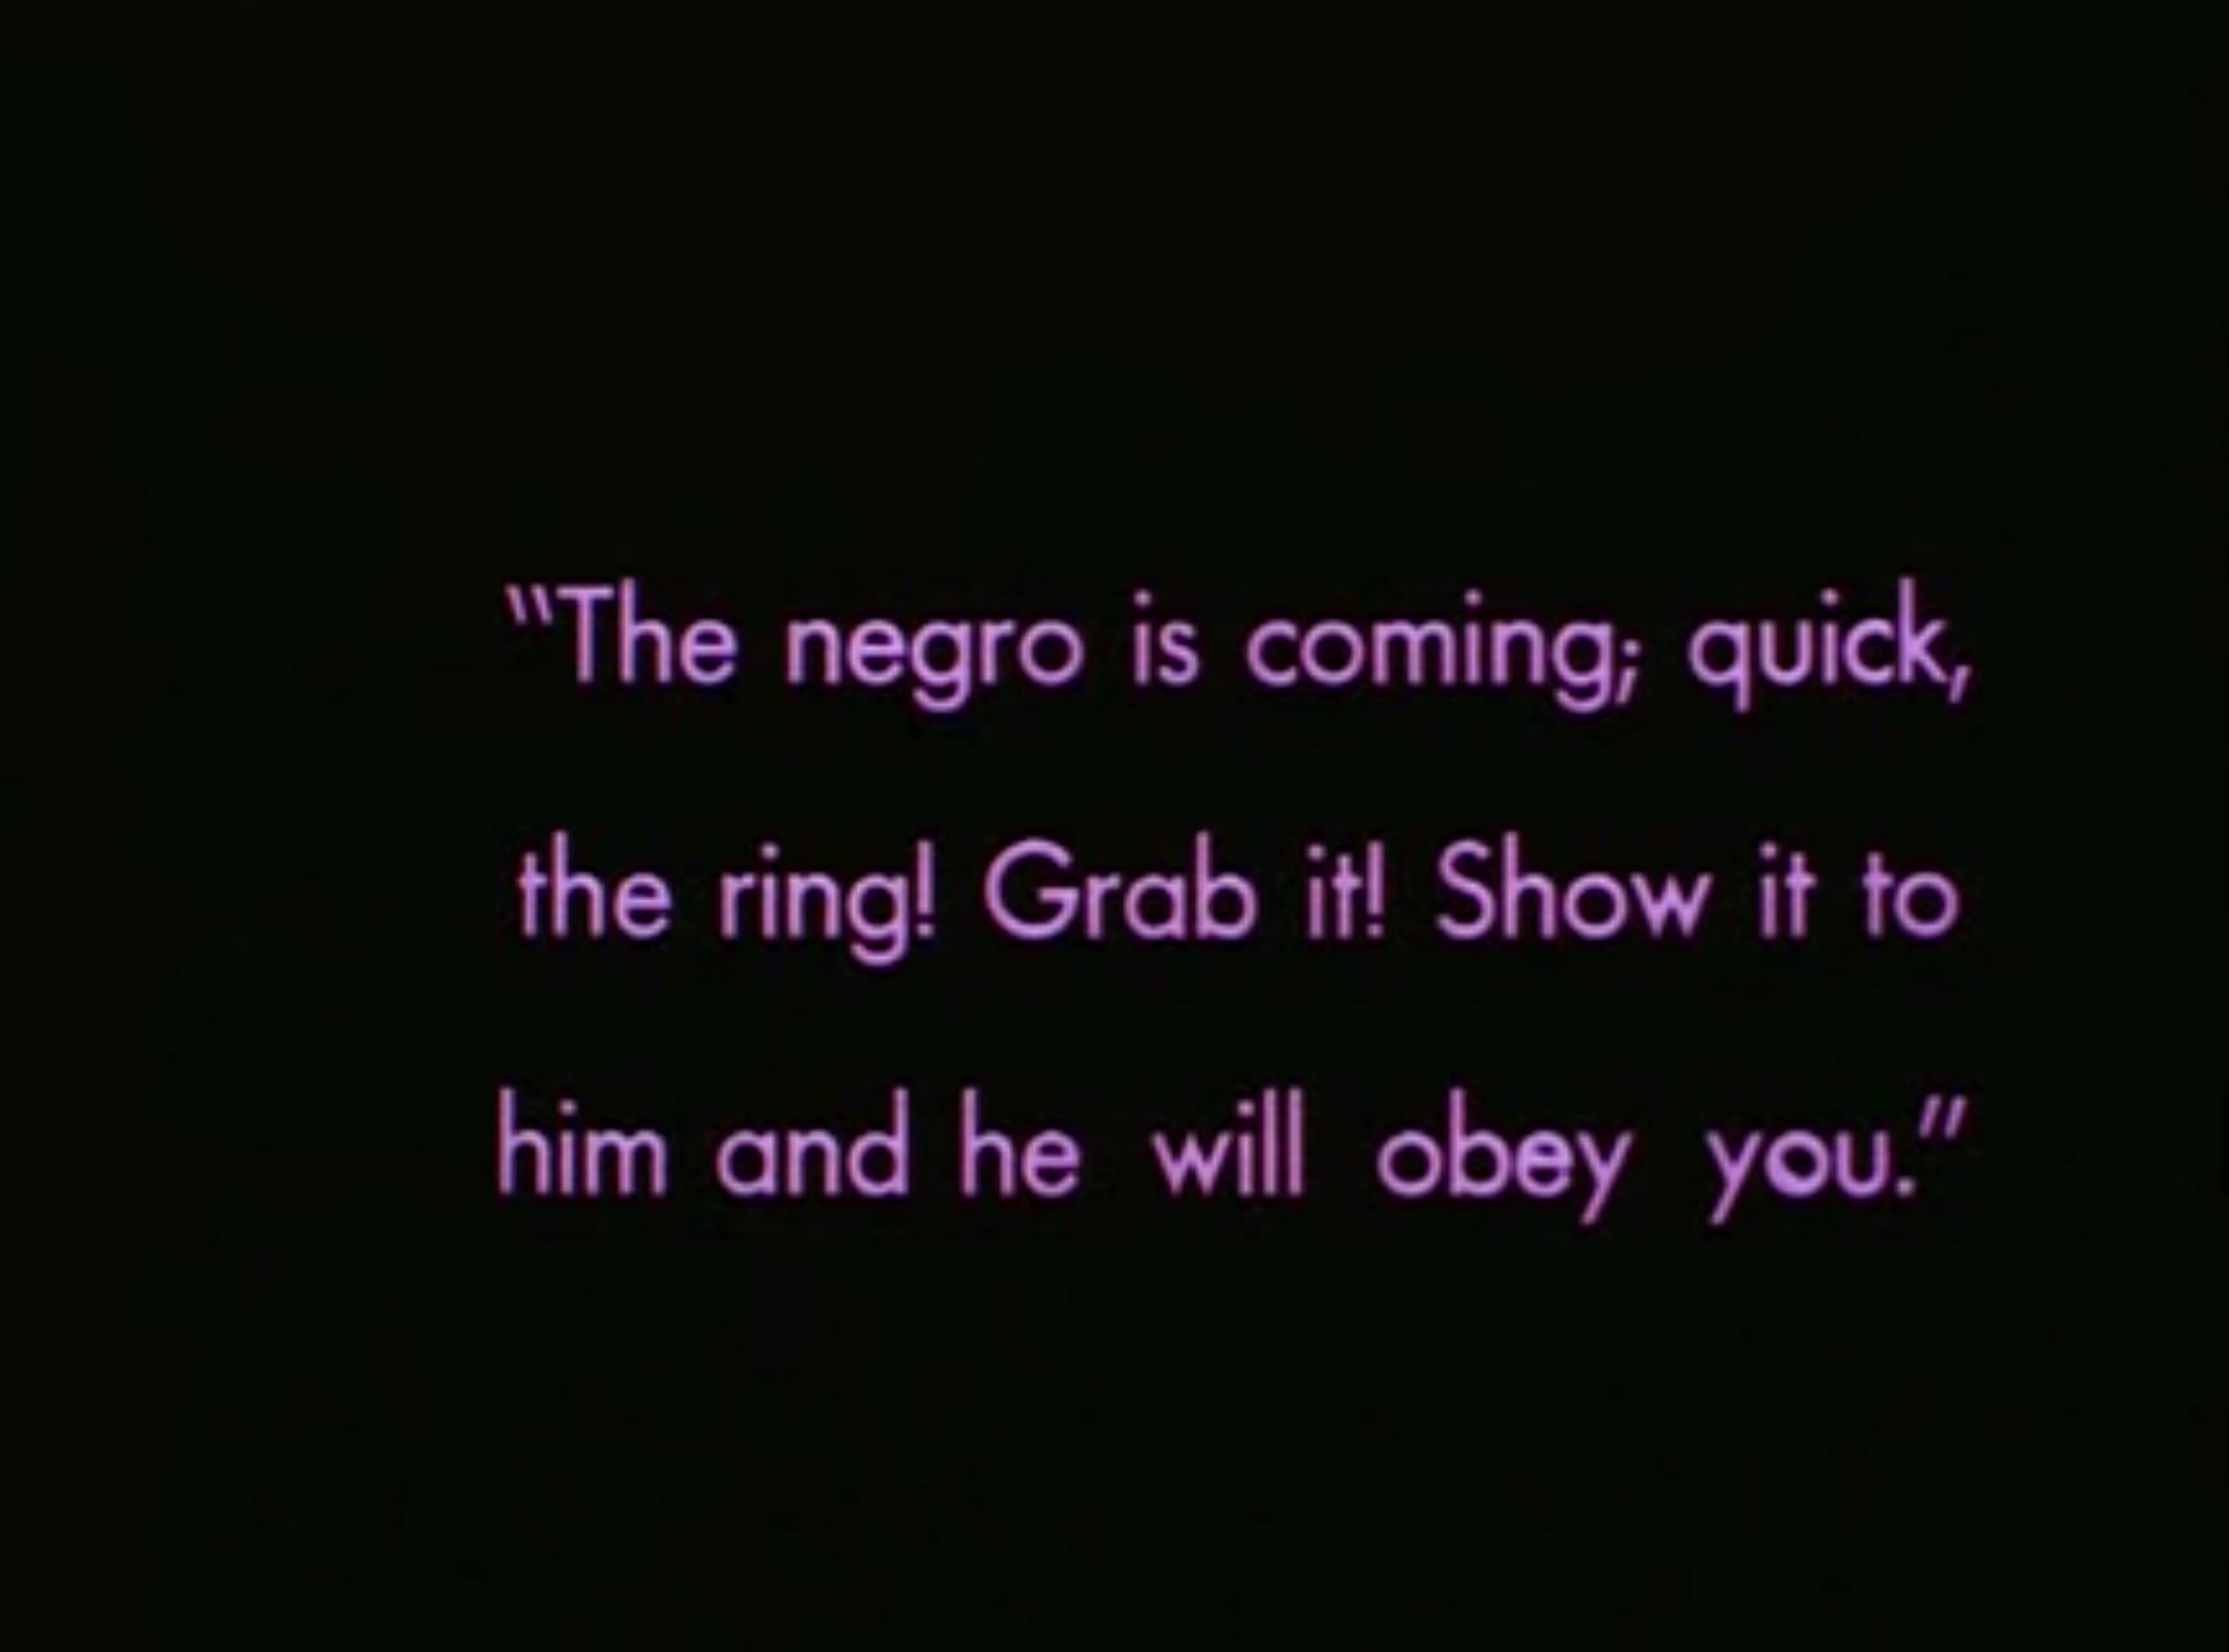 “The negro is coming; quick,
the ring! Grab it! Show it to
him and he will obey you.”